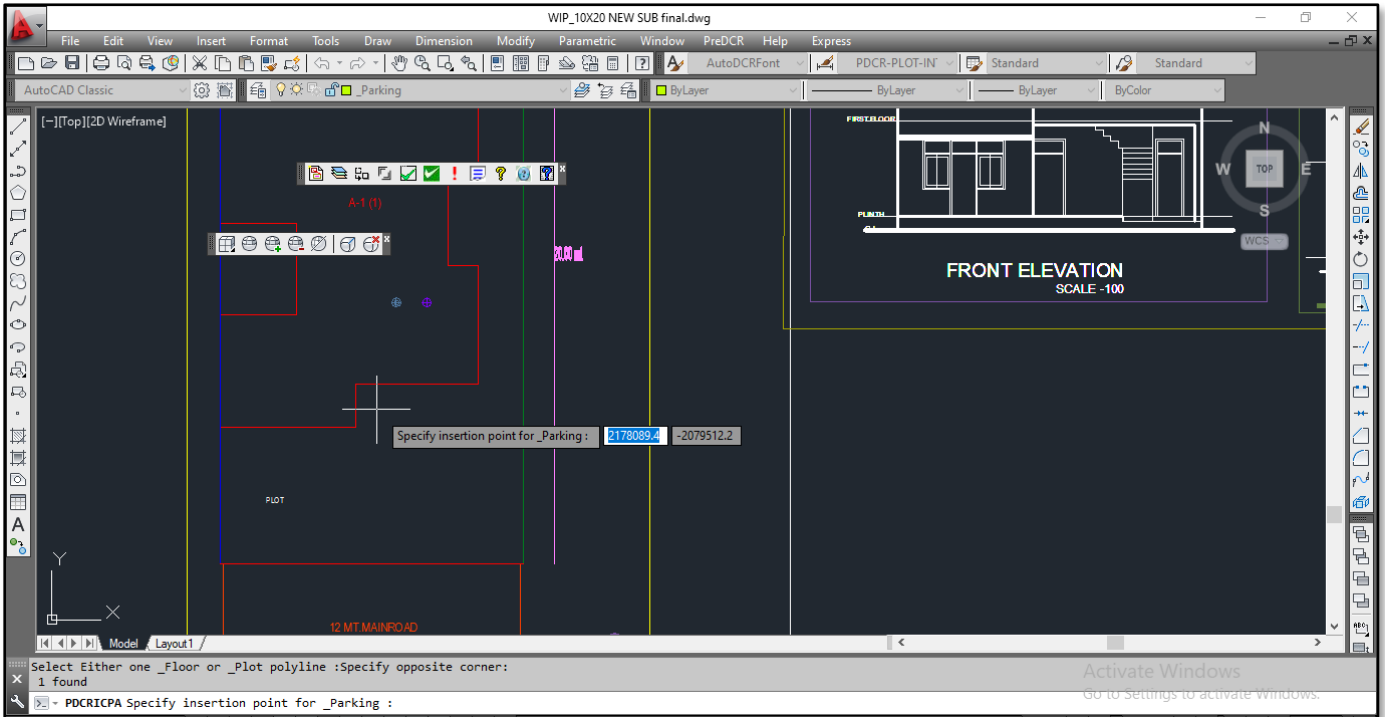 WIP_10X20 NEW SUB final.dwg
File Edit View Insert Format Tools Draw Dimension Modify Parametric Window PreDCR Help Express
AutoDCRFont PDCR-PLOT-IN Standard Standard
AutoCAD Classic _Parking ByLayer ByLayer ByLayer ByColor
[−][Top][2D Wireframe]
FIRST.FLOOR
N
W TOP E
S
WCS
A-1 (1)
PLINTH
20.00 mt.
FRONT ELEVATION
SCALE -100
Specify insertion point for _Parking : 2178089.4 -2079512.2
PLOT
Y
X
12 MT.MAINROAD
A
ABC
Model Layout1
Select Either one _Floor or _Plot polyline :Specify opposite corner:
1 found
Activate Windows
Go to Settings to activate Windows.
PDCRICPA Specify insertion point for _Parking :